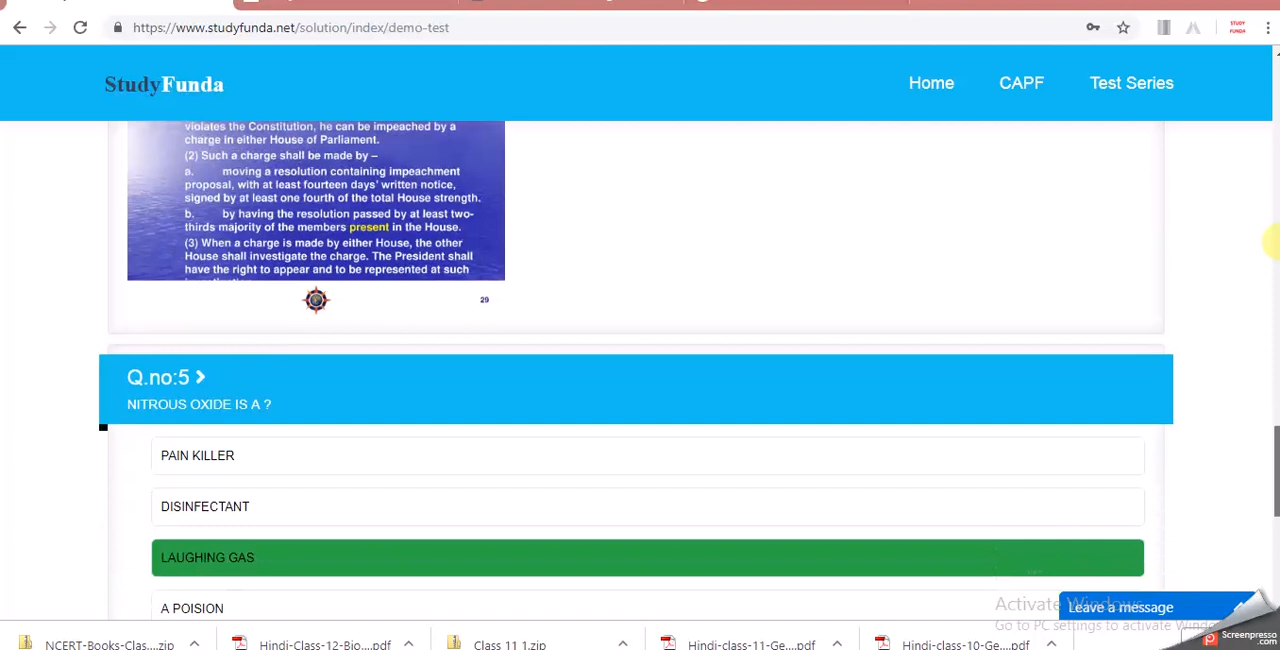 https://www.studyfunda.net/solution/index/demo-test
STUDY
FUNDA
StudyFunda
Home
CAPF
Test Series
violates the Constitution, he can be impeached by a
charge in either House of Parliament.
(2) Such a charge shall be made by –
a. moving a resolution containing impeachment
proposal, with at least fourteen days' written notice,
signed by at least one fourth of the total House strength.
b. by having the resolution passed by at least two-
thirds majority of the members present in the House.
(3) When a charge is made by either House, the other
House shall investigate the charge. The President shall
have the right to appear and to be represented at such
29
Q.no:5
NITROUS OXIDE IS A ?
PAIN KILLER
DISINFECTANT
LAUGHING GAS
A POISION
Activate Windows
Leave a message
Go to PC settings to activate Windows
NCERT-Books-Clas....zip
Hindi-Class-12-Bio....pdf
Class 11 1.zip
Hindi-class-11-Ge....pdf
Hindi-class-10-Ge....pdf
Screenpresso
.com